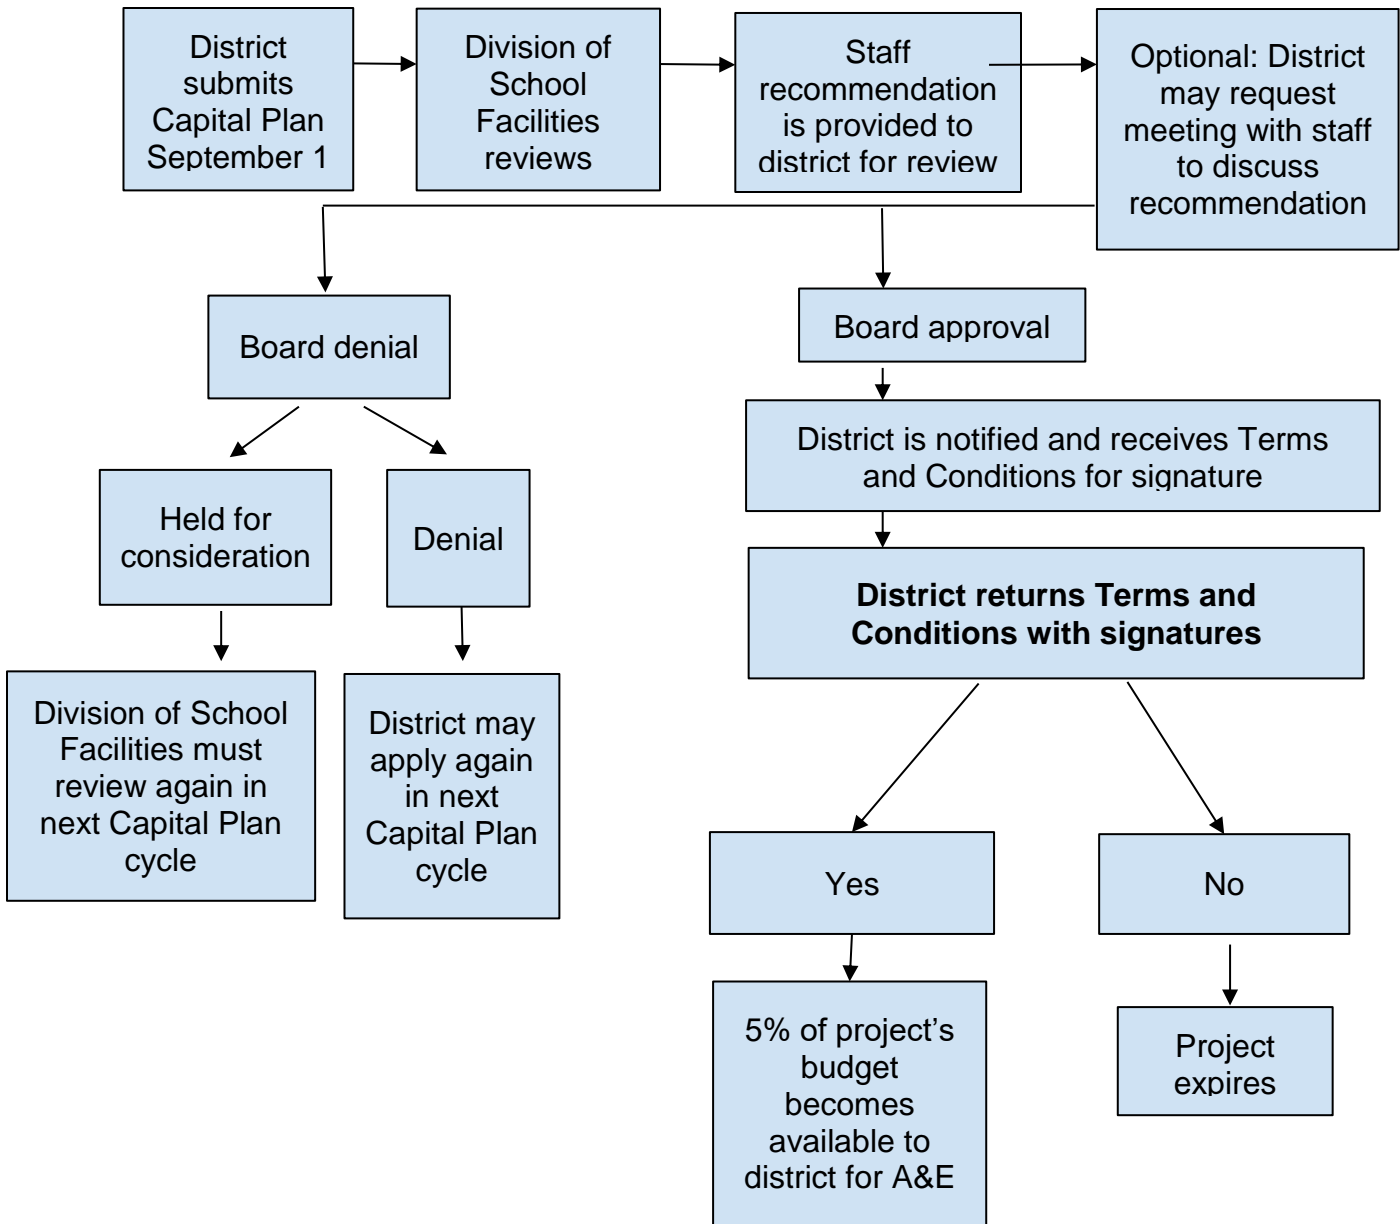 District
submits
Capital Plan
September 1
Division of
School
Facilities
reviews
Staff
recommendation
is provided to
district for review
Optional: District
may request
meeting with staff
to discuss
recommendation
Board denial
Board approval
District is notified and receives Terms
and Conditions for signature
Held for
consideration
Denial
District returns Terms and
Conditions with signatures
Division of School
Facilities must
review again in
next Capital Plan
cycle
District may
apply again
in next
Capital Plan
cycle
Yes
No
5% of project’s
budget
becomes
available to
district for A&E
Project
expires